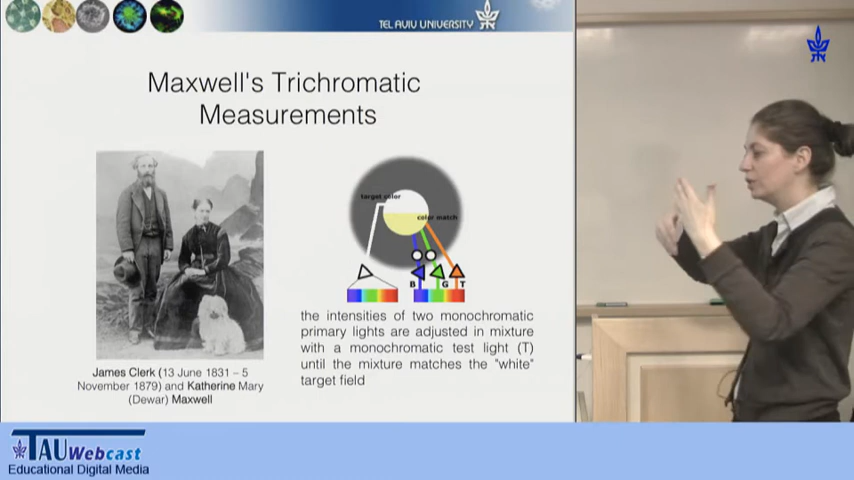 TEL AVIV UNIVERSITY
Maxwell's Trichromatic
Measurements
target color
color match
B G T
the intensities of two monochromatic
primary lights are adjusted in mixture
with a monochromatic test light (T)
until the mixture matches the "white"
target field
James Clerk (13 June 1831 – 5
November 1879) and Katherine Mary
(Dewar) Maxwell
TAU Webcast
Educational Digital Media